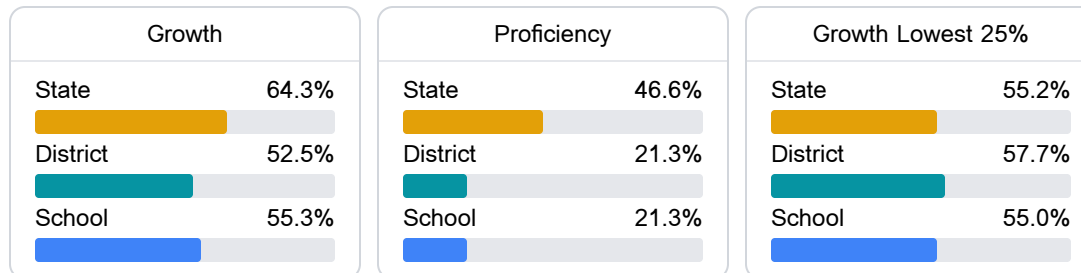 Growth
State 64.3%
District 52.5%
School 55.3%
Proficiency
State 46.6%
District 21.3%
School 21.3%
Growth Lowest 25%
State 55.2%
District 57.7%
School 55.0%